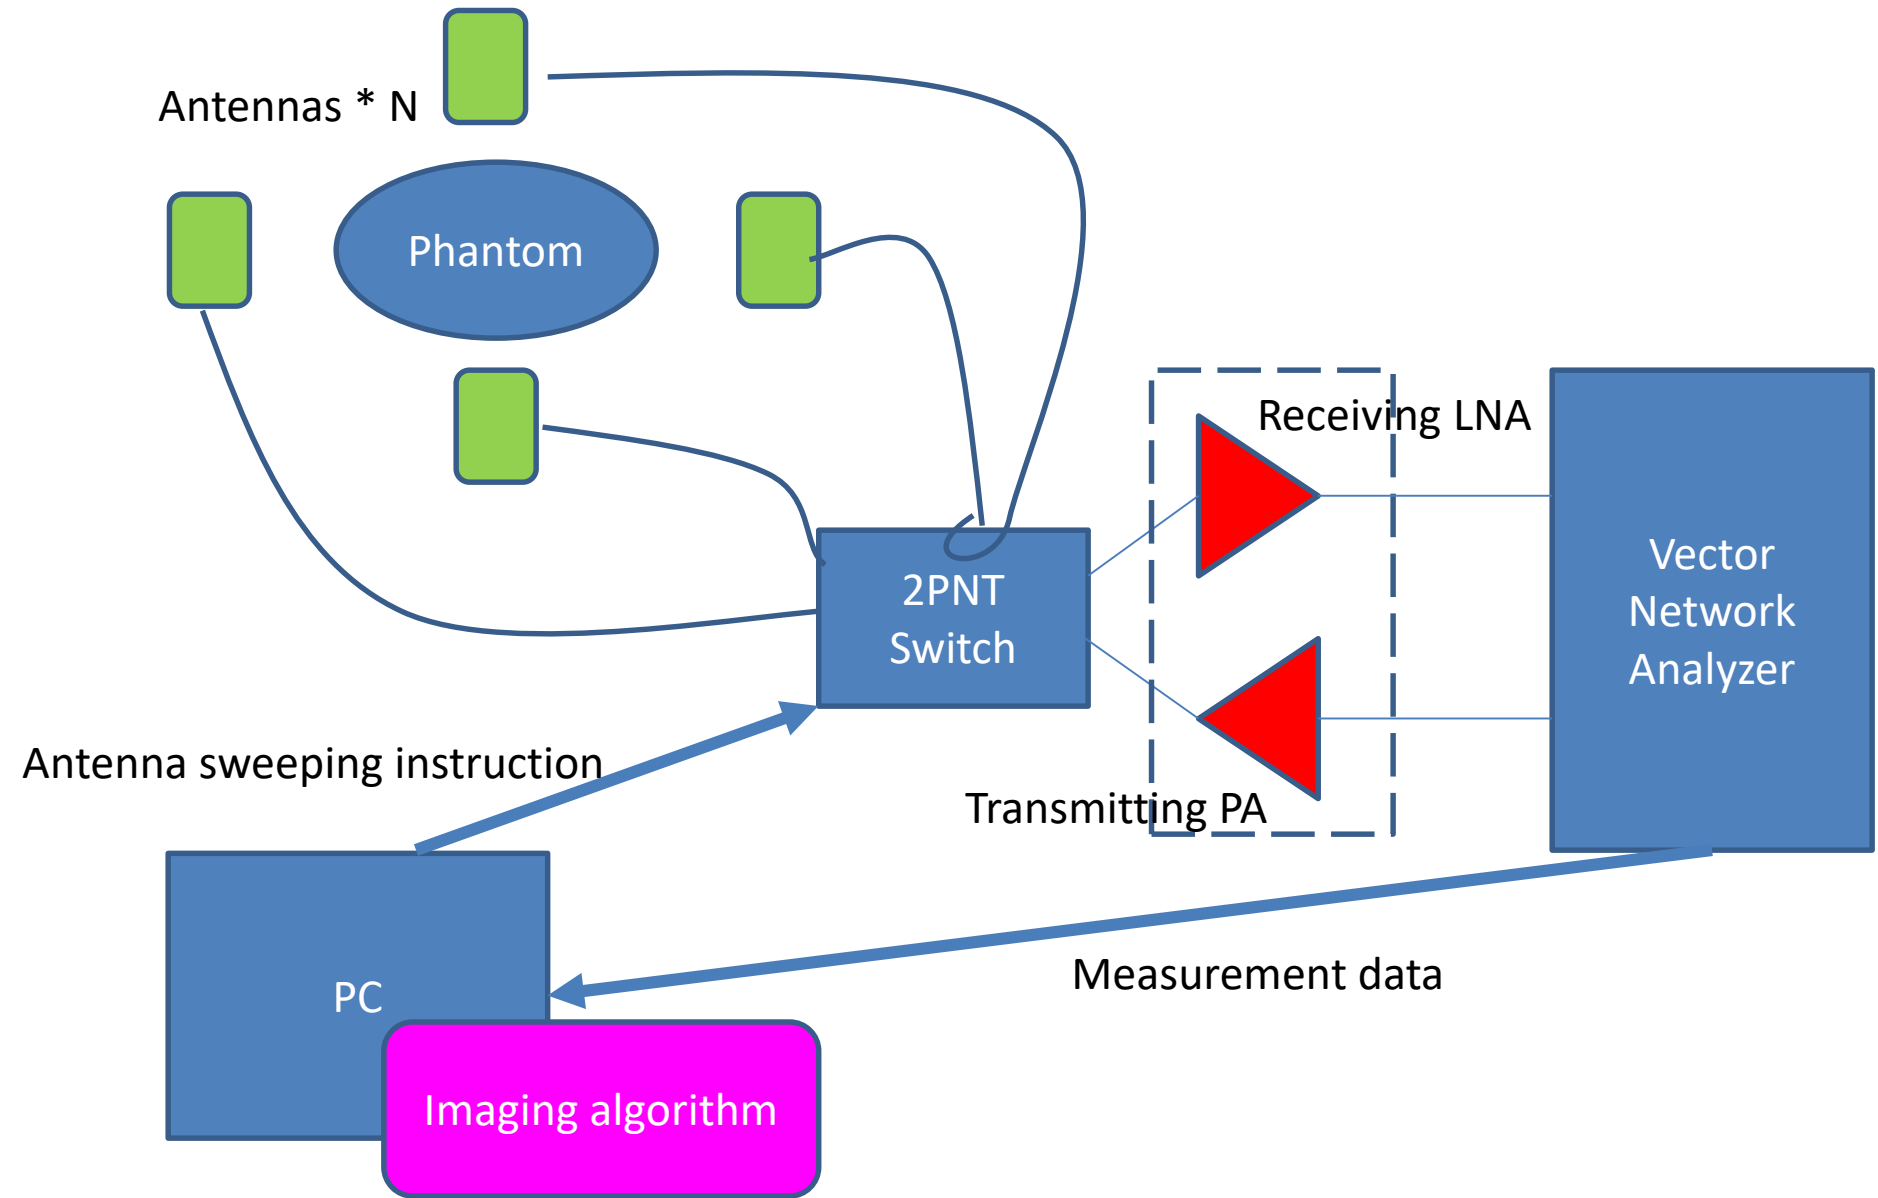 Antennas * N
Phantom
Receiving LNA
2PNT
Switch
Vector
Network
Analyzer
Antenna sweeping instruction
Transmitting PA
Measurement data
PC
Imaging algorithm